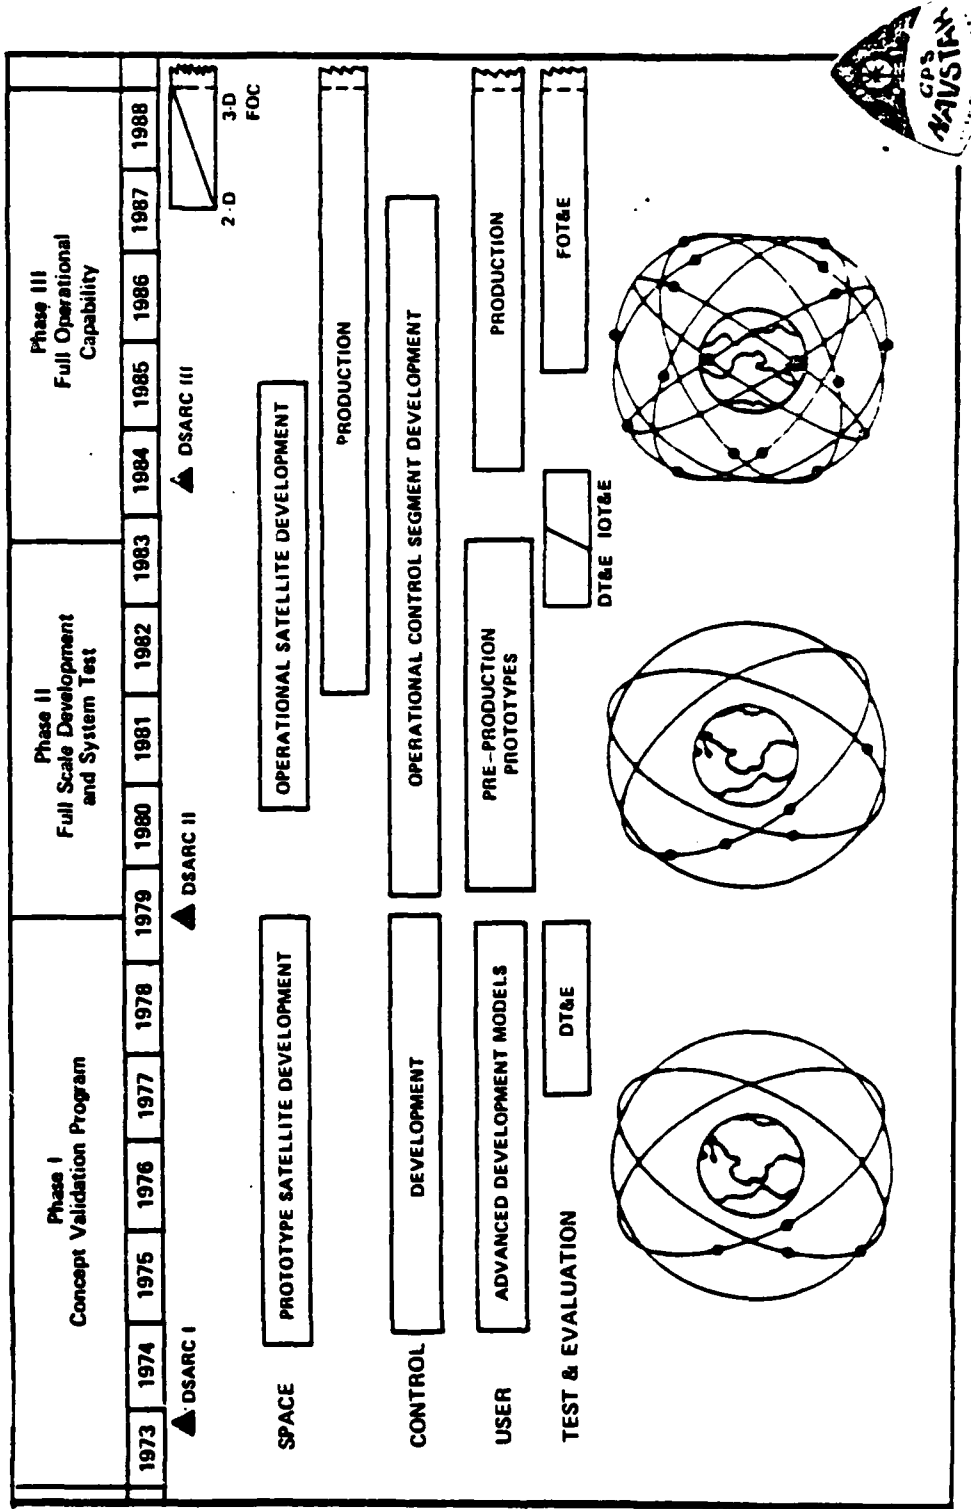 Phase I
Concept Validation Program
Phase II
Full Scale Development
and System Test
Phase III
Full Operational
Capability
1973 1974 1975 1976 1977 1978 1979 1980 1981 1982 1983 1984 1985 1986 1987 1988
DSARC I
DSARC II
DSARC III
2-D
3-D
FOC
SPACE
PROTOTYPE SATELLITE DEVELOPMENT
OPERATIONAL SATELLITE DEVELOPMENT
PRODUCTION
CONTROL
DEVELOPMENT
OPERATIONAL CONTROL SEGMENT DEVELOPMENT
USER
ADVANCED DEVELOPMENT MODELS
PRE-PRODUCTION
PROTOTYPES
PRODUCTION
TEST & EVALUATION
DT&E
DT&E IOT&E
FOT&E
GPS
NAVSTAR